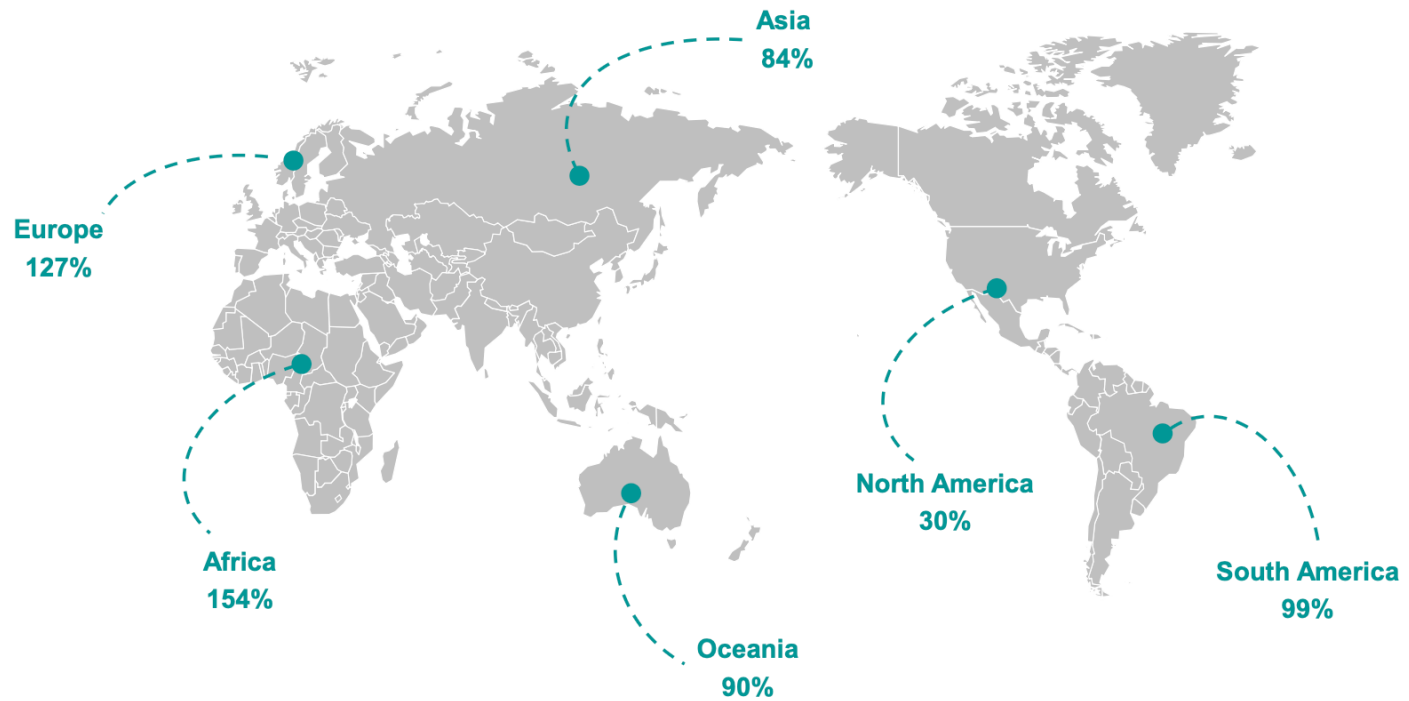 Asia
84%
Europe
127%
North America
30%
Africa
154%
South America
99%
Oceania
90%